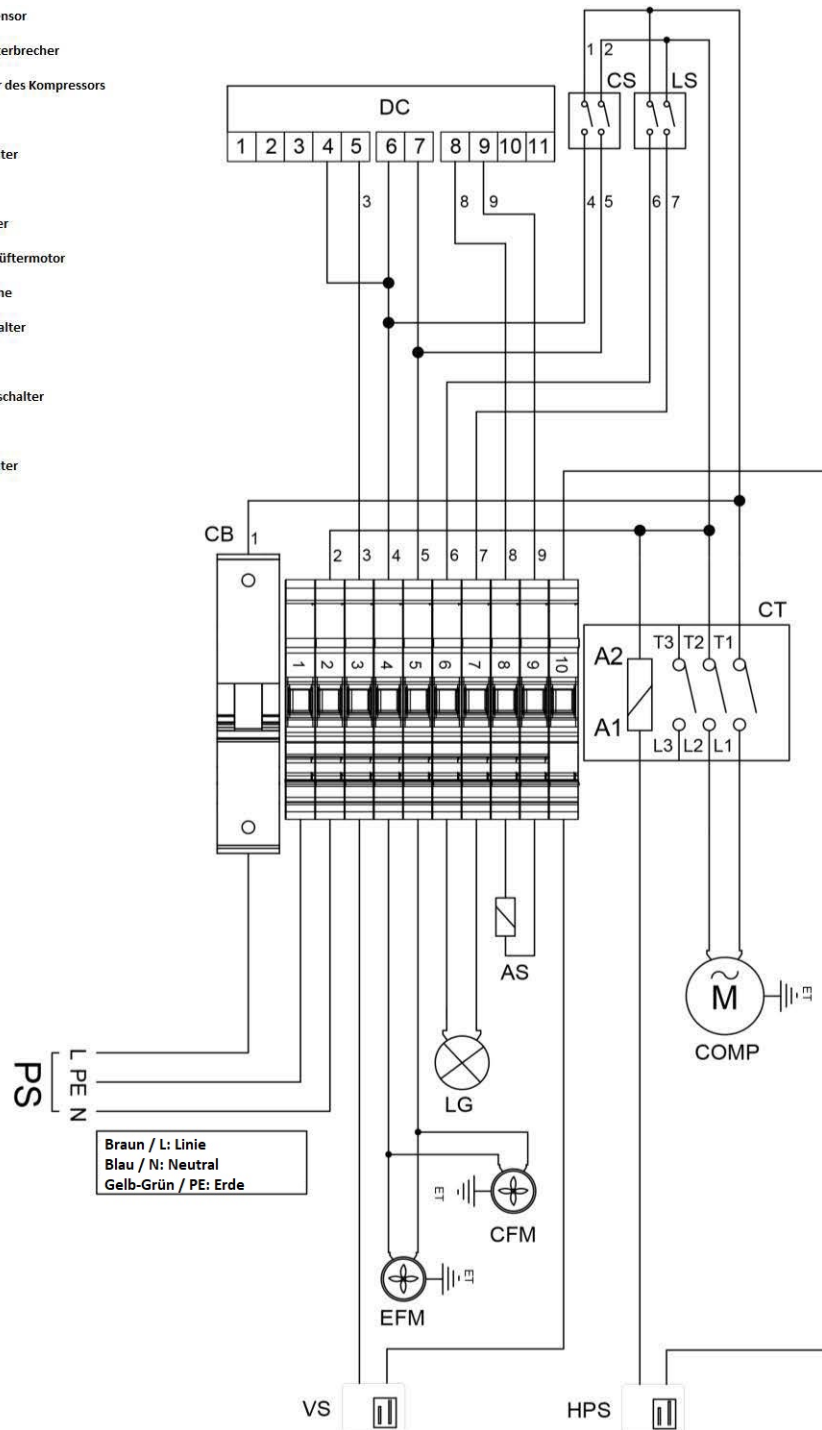 ensor
terbrecher
r des Kompressors
ter
er
üftermotor
ne
alter
schalter
ter
1 2
CS LS
DC
1 2 3 4 5 6 7 8 9 10 11
3 8 9 4 5 6 7
CB 1
2 3 4 5 6 7 8 9
CT
T3 T2 T1
A2
1 2 3 4 5 6 7 8 9 10
A1
L3 L2 L1
AS
M
ET
COMP
LG
PS
L PE N
Braun / L: Linie
Blau / N: Neutral
Gelb-Grün / PE: Erde
ET
CFM
ET
EFM
VS
HPS